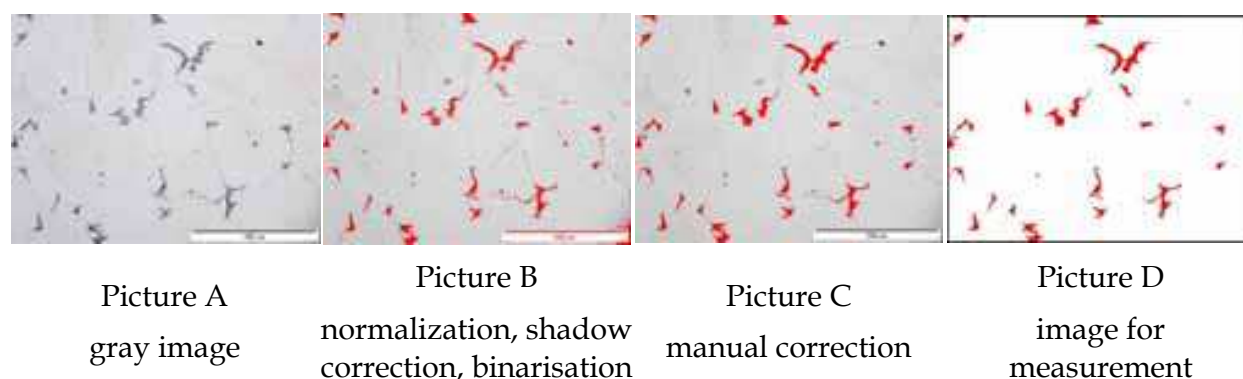 Picture A
gray image
Picture B
normalization, shadow
correction, binarisation
Picture C
manual correction
Picture D
image for
measurement